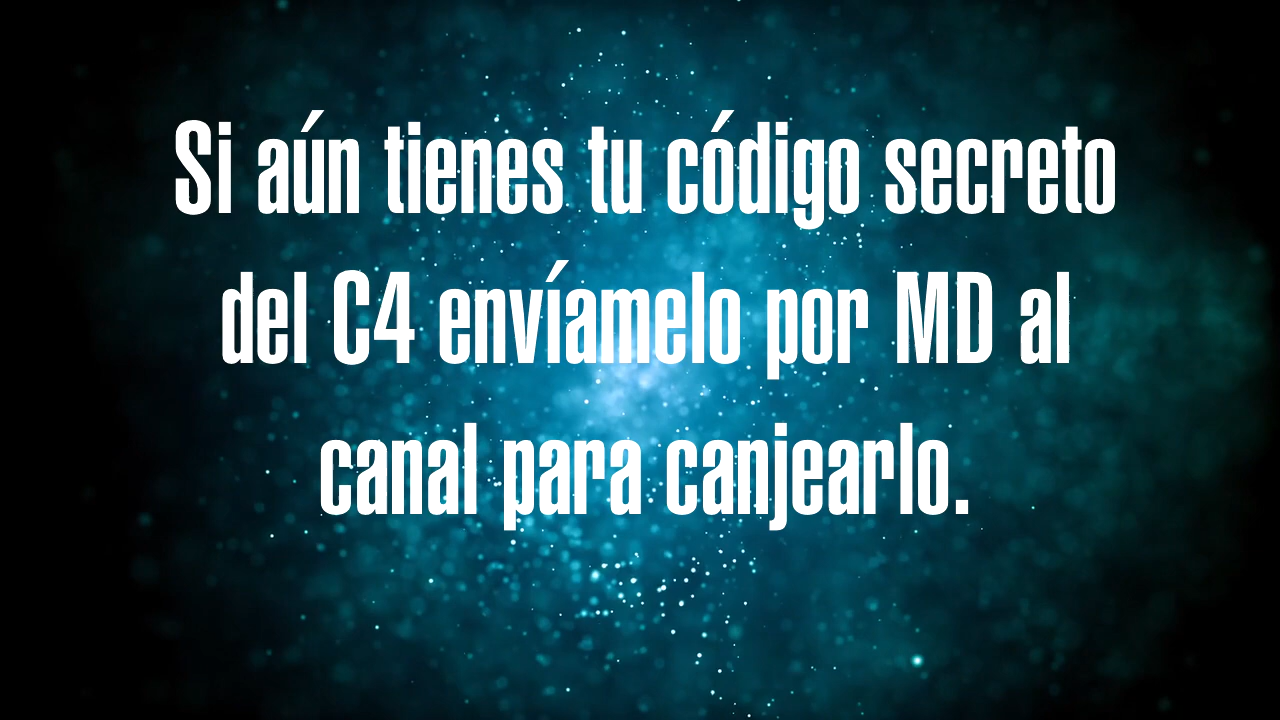 Si aún tienes tu código secreto
del C4 envíamelo por MD al
canal para canjearlo.